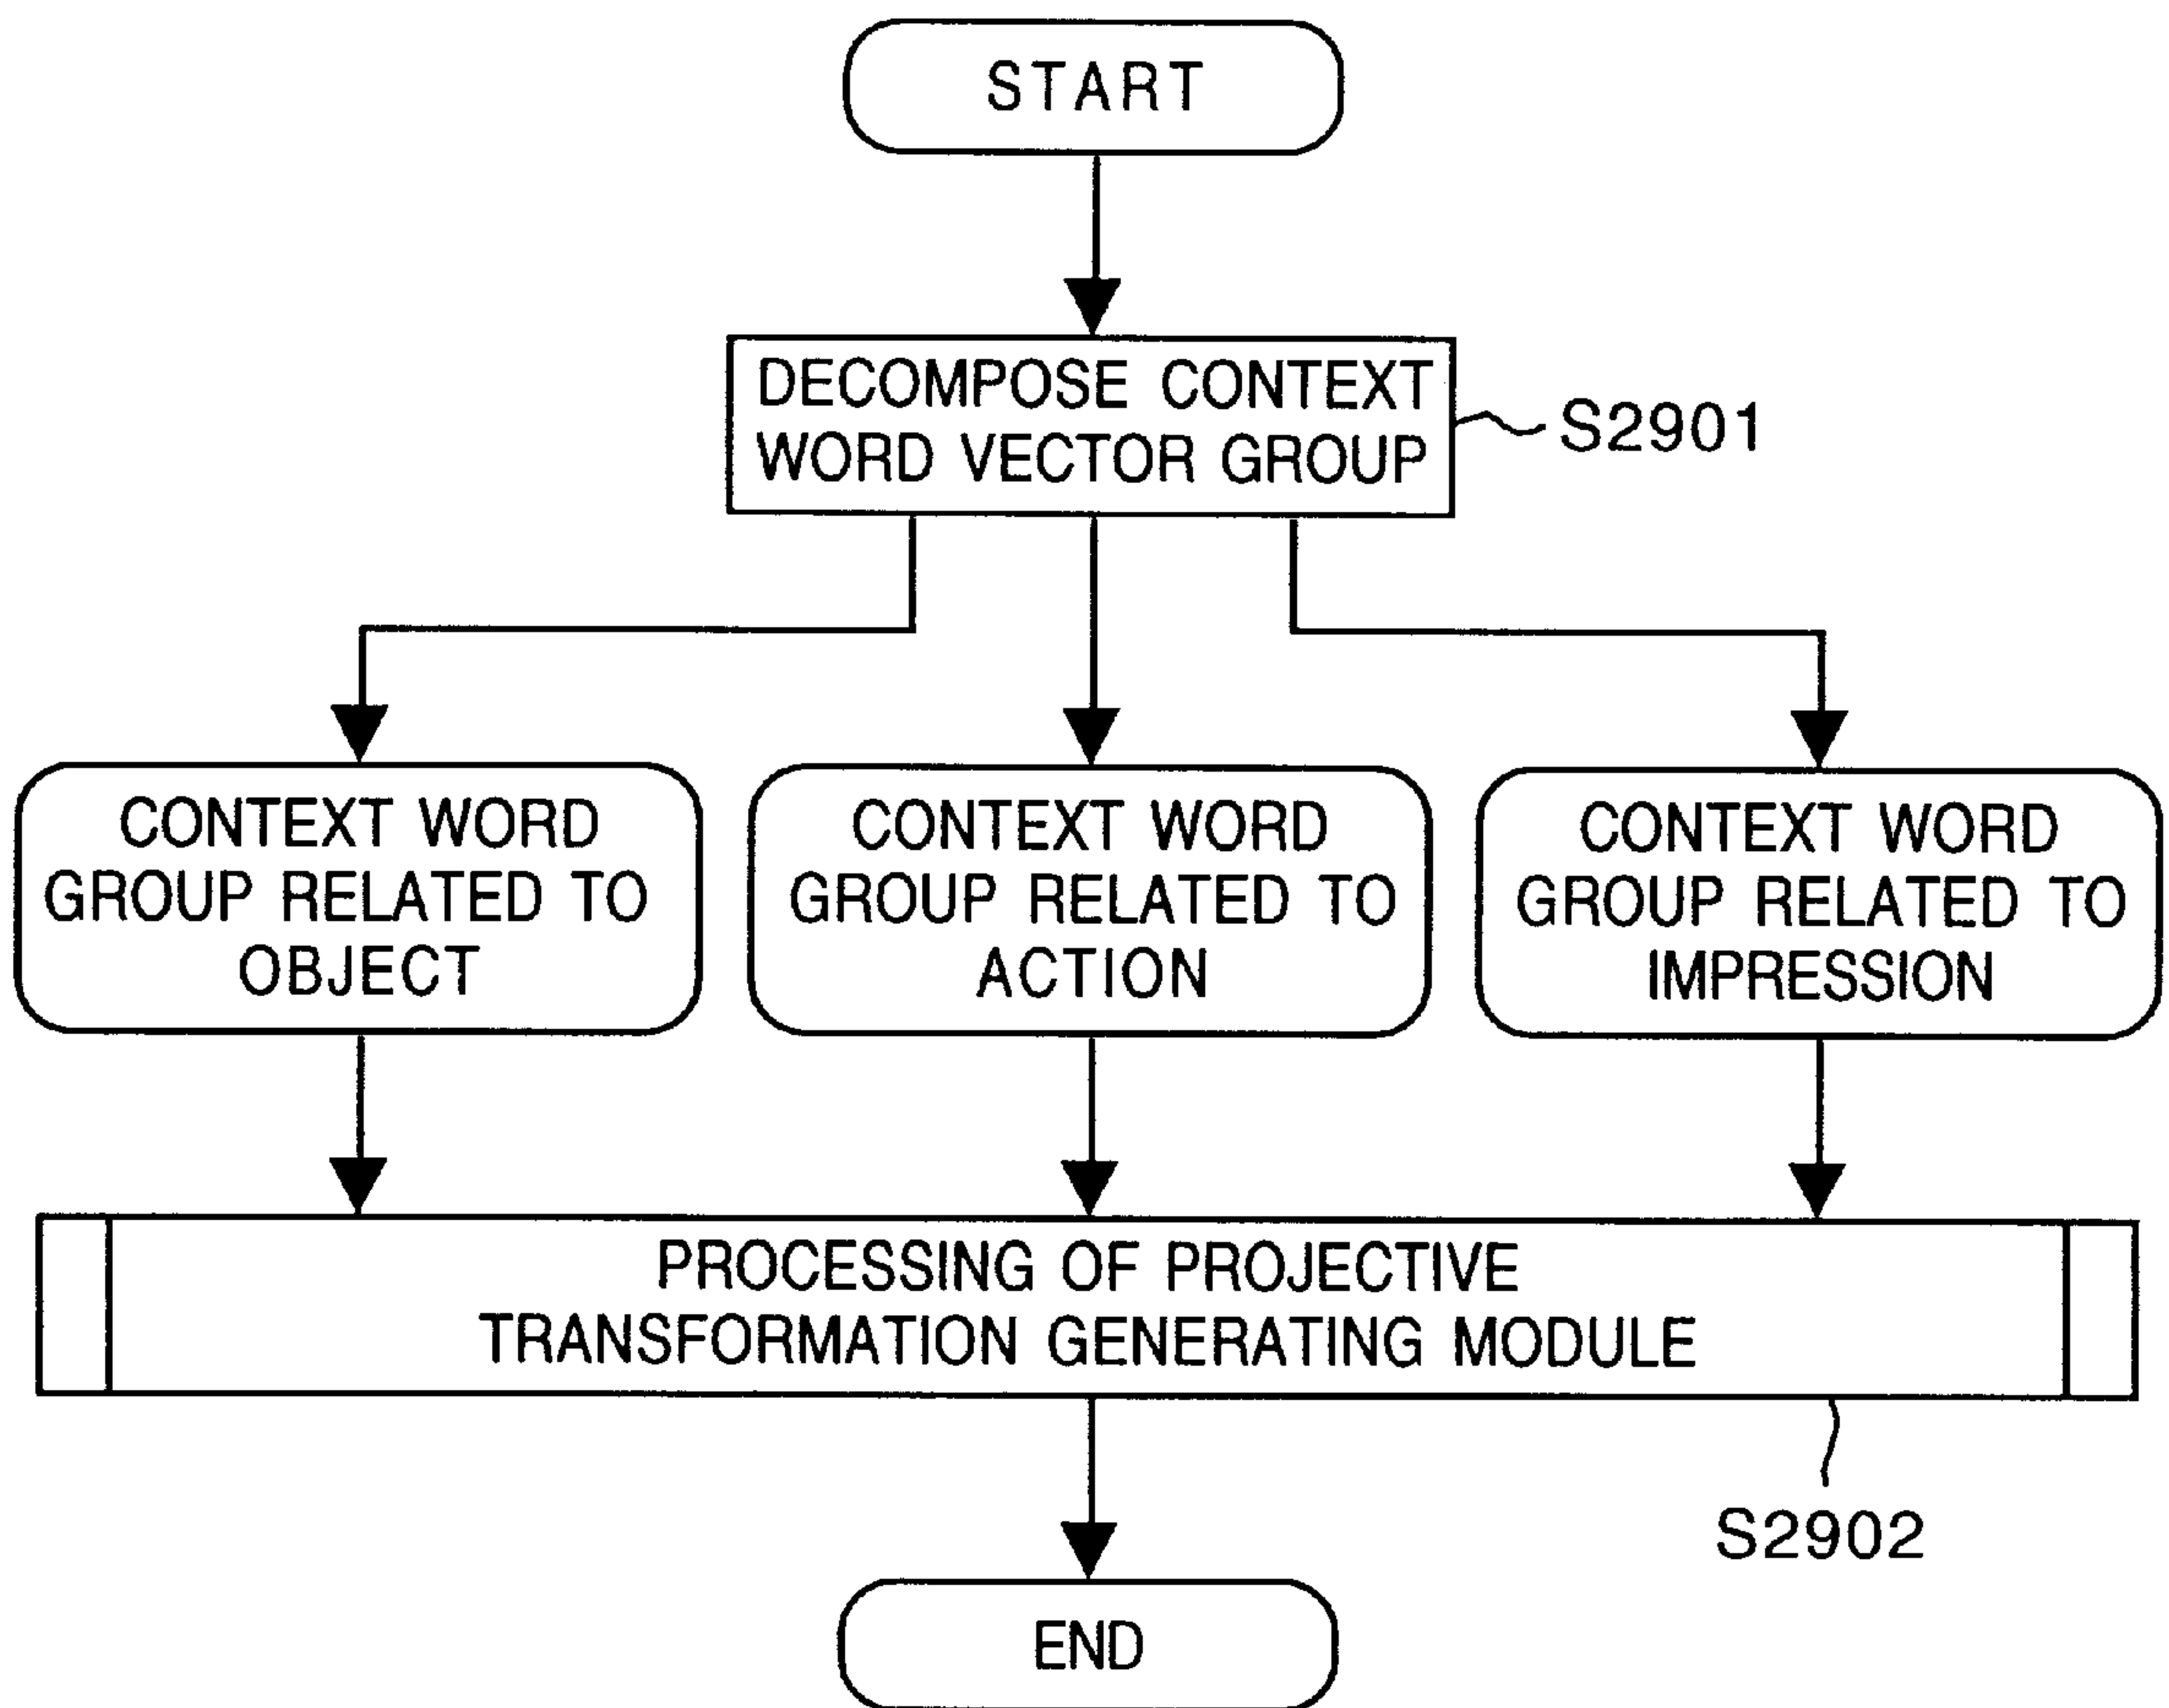 START
DECOMPOSE CONTEXT
WORD VECTOR GROUP
S2901
CONTEXT WORD
GROUP RELATED TO
OBJECT
CONTEXT WORD
GROUP RELATED TO
ACTION
CONTEXT WORD
GROUP RELATED TO
IMPRESSION
PROCESSING OF PROJECTIVE
TRANSFORMATION GENERATING MODULE
S2902
END